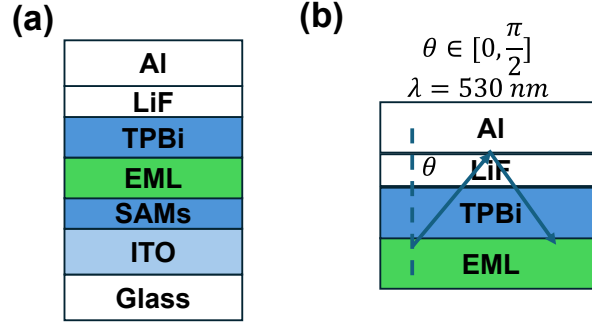 (a)
Al
LiF
TPBi
EML
SAMs
ITO
Glass
(b)
θ ∈ [0, π/2]
λ = 530 nm
Al
θ
LiF
TPBi
EML